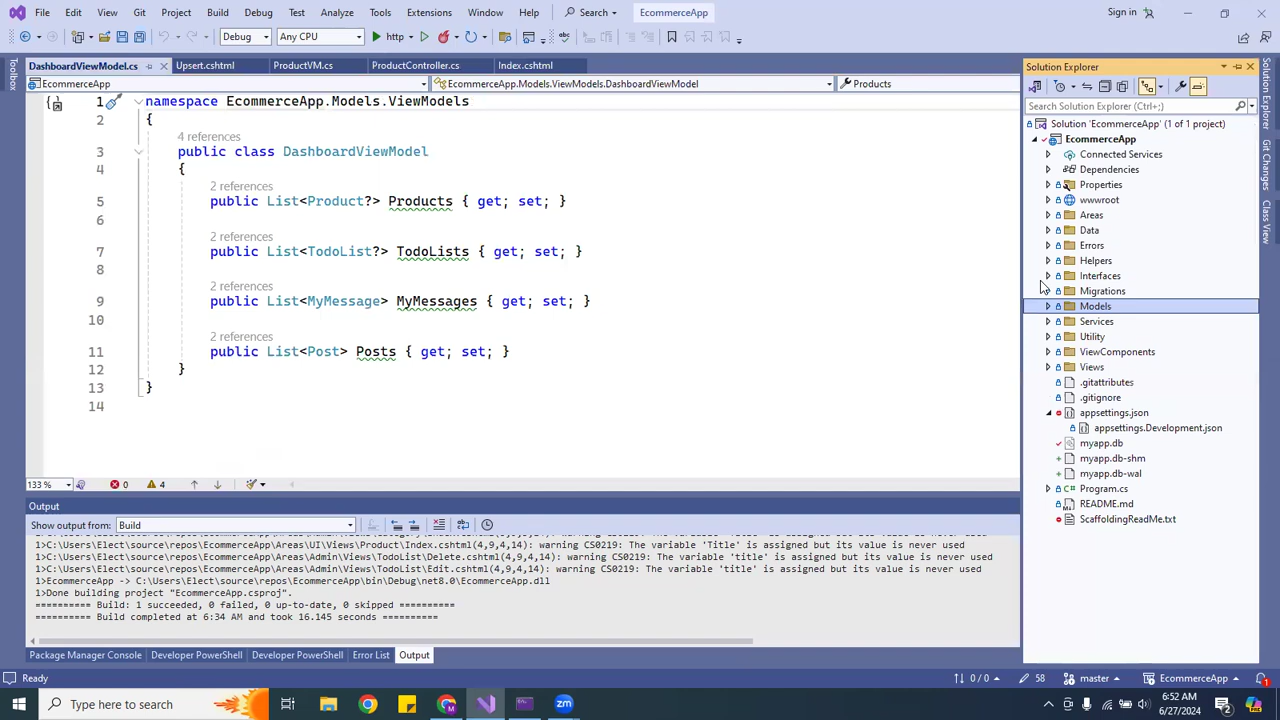 File Edit View Git Project Build Debug Test Analyze Tools Extensions Window Help Search EcommerceApp Sign in
Debug Any CPU http
DashboardViewModel.cs Upsert.cshtml ProductVM.cs ProductController.cs Index.cshtml
Toolbox
EcommerceApp EcommerceApp.Models.ViewModels.DashboardViewModel Products
1 namespace EcommerceApp.Models.ViewModels
2 {
4 references
3 public class DashboardViewModel
4 {
2 references
5 public List<Product?> Products { get; set; }
6
2 references
7 public List<TodoList?> TodoLists { get; set; }
8
2 references
9 public List<MyMessage> MyMessages { get; set; }
10
2 references
11 public List<Post> Posts { get; set; }
12 }
13 }
14
133 % 0 4
Output
Show output from: Build
1>C:\Users\Elect\source\repos\EcommerceApp\Areas\Admin\Views\Product\Index.cshtml(4,9,4,14): warning CS0219: The variable 'Title' is assigned but its value is never used
1>C:\Users\Elect\source\repos\EcommerceApp\Areas\Admin\Views\TodoList\Delete.cshtml(4,9,4,14): warning CS0219: The variable 'title' is assigned but its value is never used
1>C:\Users\Elect\source\repos\EcommerceApp\Areas\Admin\Views\TodoList\Edit.cshtml(4,9,4,14): warning CS0219: The variable 'title' is assigned but its value is never used
1>EcommerceApp -> C:\Users\Elect\source\repos\EcommerceApp\bin\Debug\net8.0\EcommerceApp.dll
1>Done building project "EcommerceApp.csproj".
========== Build: 1 succeeded, 0 failed, 0 up-to-date, 0 skipped ==========
========== Build completed at 6:34 AM and took 16.145 seconds ==========
Package Manager Console Developer PowerShell Developer PowerShell Error List Output
Solution Explorer
Search Solution Explorer (Ctrl+;)
Solution 'EcommerceApp' (1 of 1 project)
EcommerceApp
Connected Services
Dependencies
Properties
wwwroot
Areas
Data
Errors
Helpers
Interfaces
Migrations
Models
Services
Utility
ViewComponents
Views
.gitattributes
.gitignore
appsettings.json
appsettings.Development.json
myapp.db
myapp.db-shm
myapp.db-wal
Program.cs
README.md
ScaffoldingReadMe.txt
Solution Explorer
Git Changes
Class View
Ready 0 / 0 58 master EcommerceApp 1
Type here to search 6:52 AM
6/27/2024 2